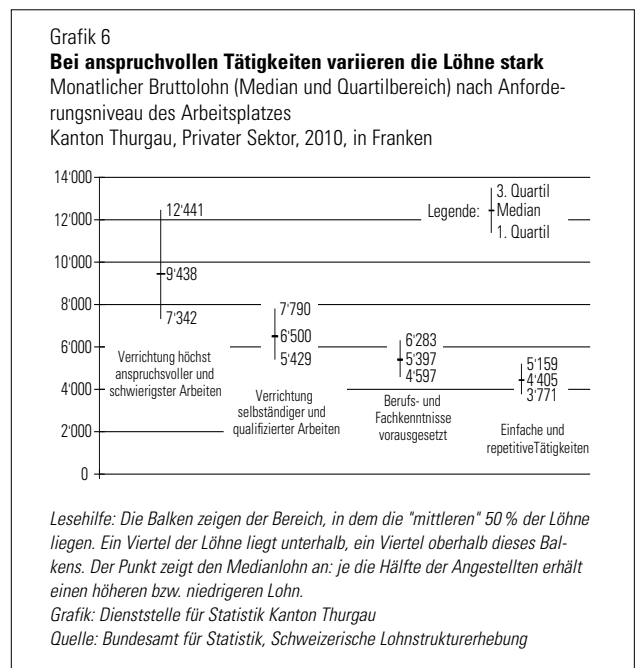 Grafik 6
Bei anspruchvollen Tätigkeiten variieren die Löhne stark
Monatlicher Bruttolohn (Median und Quartilbereich) nach Anforde-
rungsniveau des Arbeitsplatzes
Kanton Thurgau, Privater Sektor, 2010, in Franken
14'000
12'000
10'000
8'000
6'000
4'000
2'000
0
Legende:
3. Quartil
Median
1. Quartil
12'441
9'438
7'342
Verrichtung höchst
anspruchsvoller und
schwierigster Arbeiten
7'790
6'500
5'429
Verrichtung
selbständiger und
qualifizierter Arbeiten
6'283
5'397
4'597
Berufs- und
Fachkenntnisse
vorausgesetzt
5'159
4'405
3'771
Einfache und
repetitiveTätigkeiten
Lesehilfe: Die Balken zeigen der Bereich, in dem die "mittleren" 50 % der Löhne
liegen. Ein Viertel der Löhne liegt unterhalb, ein Viertel oberhalb dieses Bal-
kens. Der Punkt zeigt den Medianlohn an: je die Hälfte der Angestellten erhält
einen höheren bzw. niedrigeren Lohn.
Grafik: Dienststelle für Statistik Kanton Thurgau
Quelle: Bundesamt für Statistik, Schweizerische Lohnstrukturerhebung